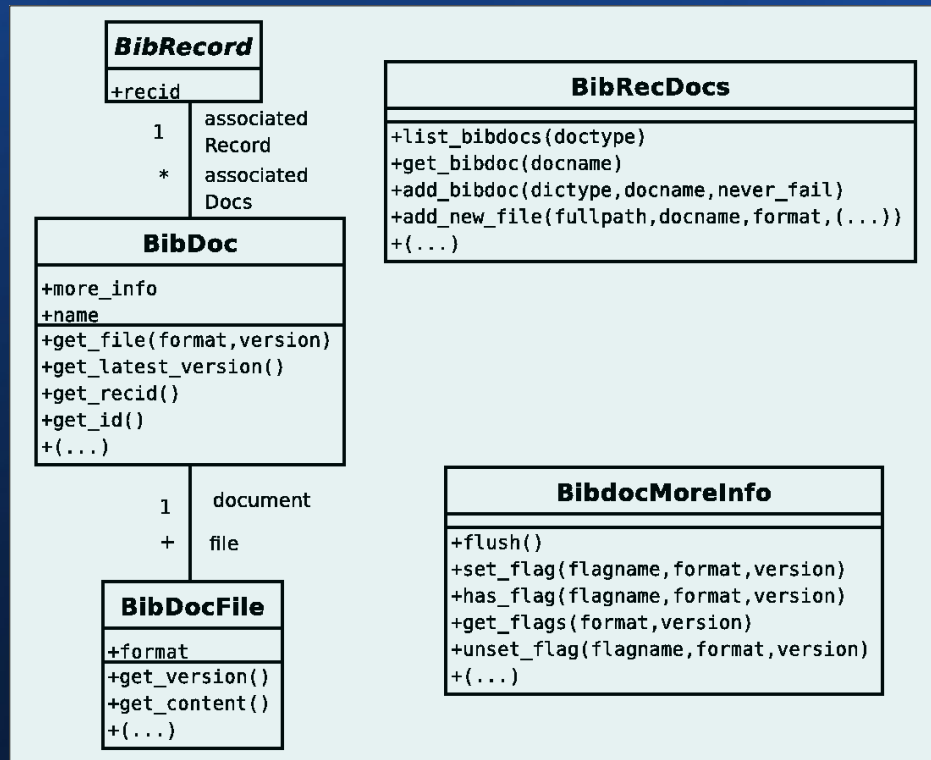 BibRecord
+recid
1
associated
Record
*
associated
Docs
BibDoc
+more_info
+name
+get_file(format,version)
+get_latest_version()
+get_recid()
+get_id()
+(...)
1
document
+
file
BibDocFile
+format
+get_version()
+get_content()
+(...)
BibRecDocs
+list_bibdocs(doctype)
+get_bibdoc(docname)
+add_bibdoc(dictype,docname,never_fail)
+add_new_file(fullpath,docname,format,(...))
+(...)
BibdocMoreInfo
+flush()
+set_flag(flagname,format,version)
+has_flag(flagname,format,version)
+get_flags(format,version)
+unset_flag(flagname,format,version)
+(...)